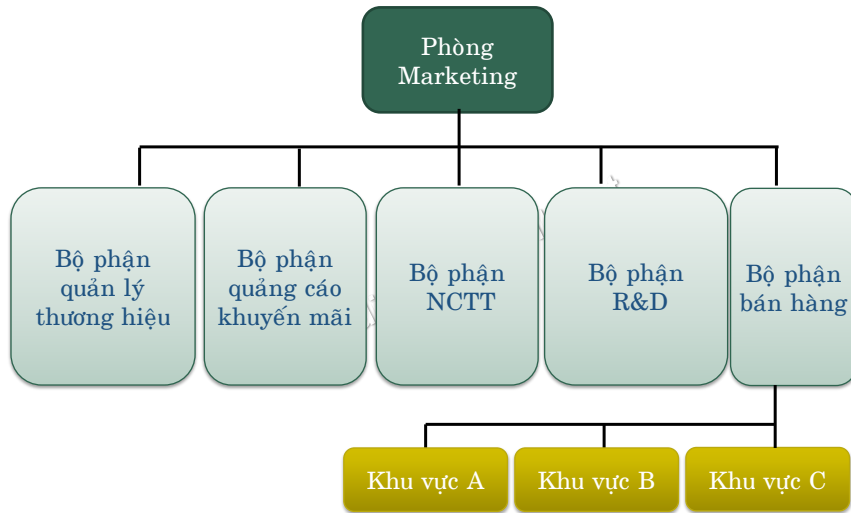 Phòng
Marketing
Bộ phận
quản lý
thương hiệu
Bộ phận
quảng cáo
khuyến mãi
Bộ phận
NCTT
Bộ phận
R&D
Bộ phận
bán hàng
Khu vực A
Khu vực B
Khu vực C